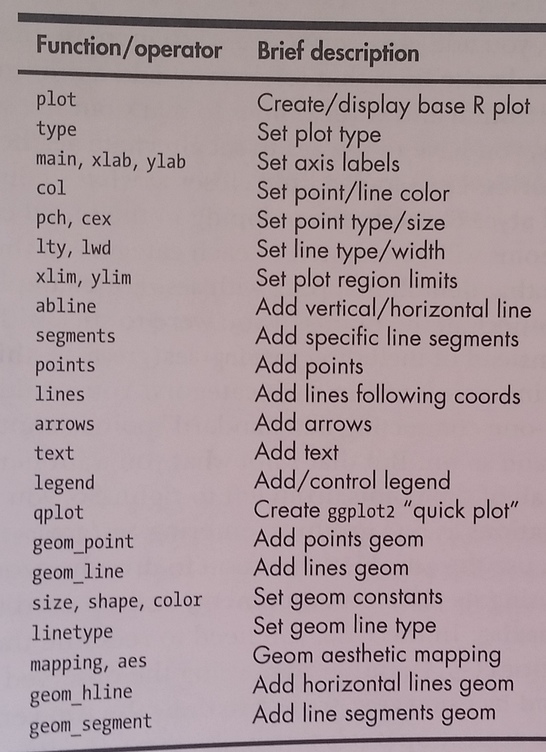 Function/operator Brief description
plot Create/display base R plot
type Set plot type
main, xlab, ylab Set axis labels
col Set point/line color
pch, cex Set point type/size
lty, lwd Set line type/width
xlim, ylim Set plot region limits
abline Add vertical/horizontal line
segments Add specific line segments
points Add points
lines Add lines following coords
arrows Add arrows
text Add text
legend Add/control legend
qplot Create ggplot2 “quick plot”
geom_point Add points geom
geom_line Add lines geom
size, shape, color Set geom constants
linetype Set geom line type
mapping, aes Geom aesthetic mapping
geom_hline Add horizontal lines geom
geom_segment Add line segments geom